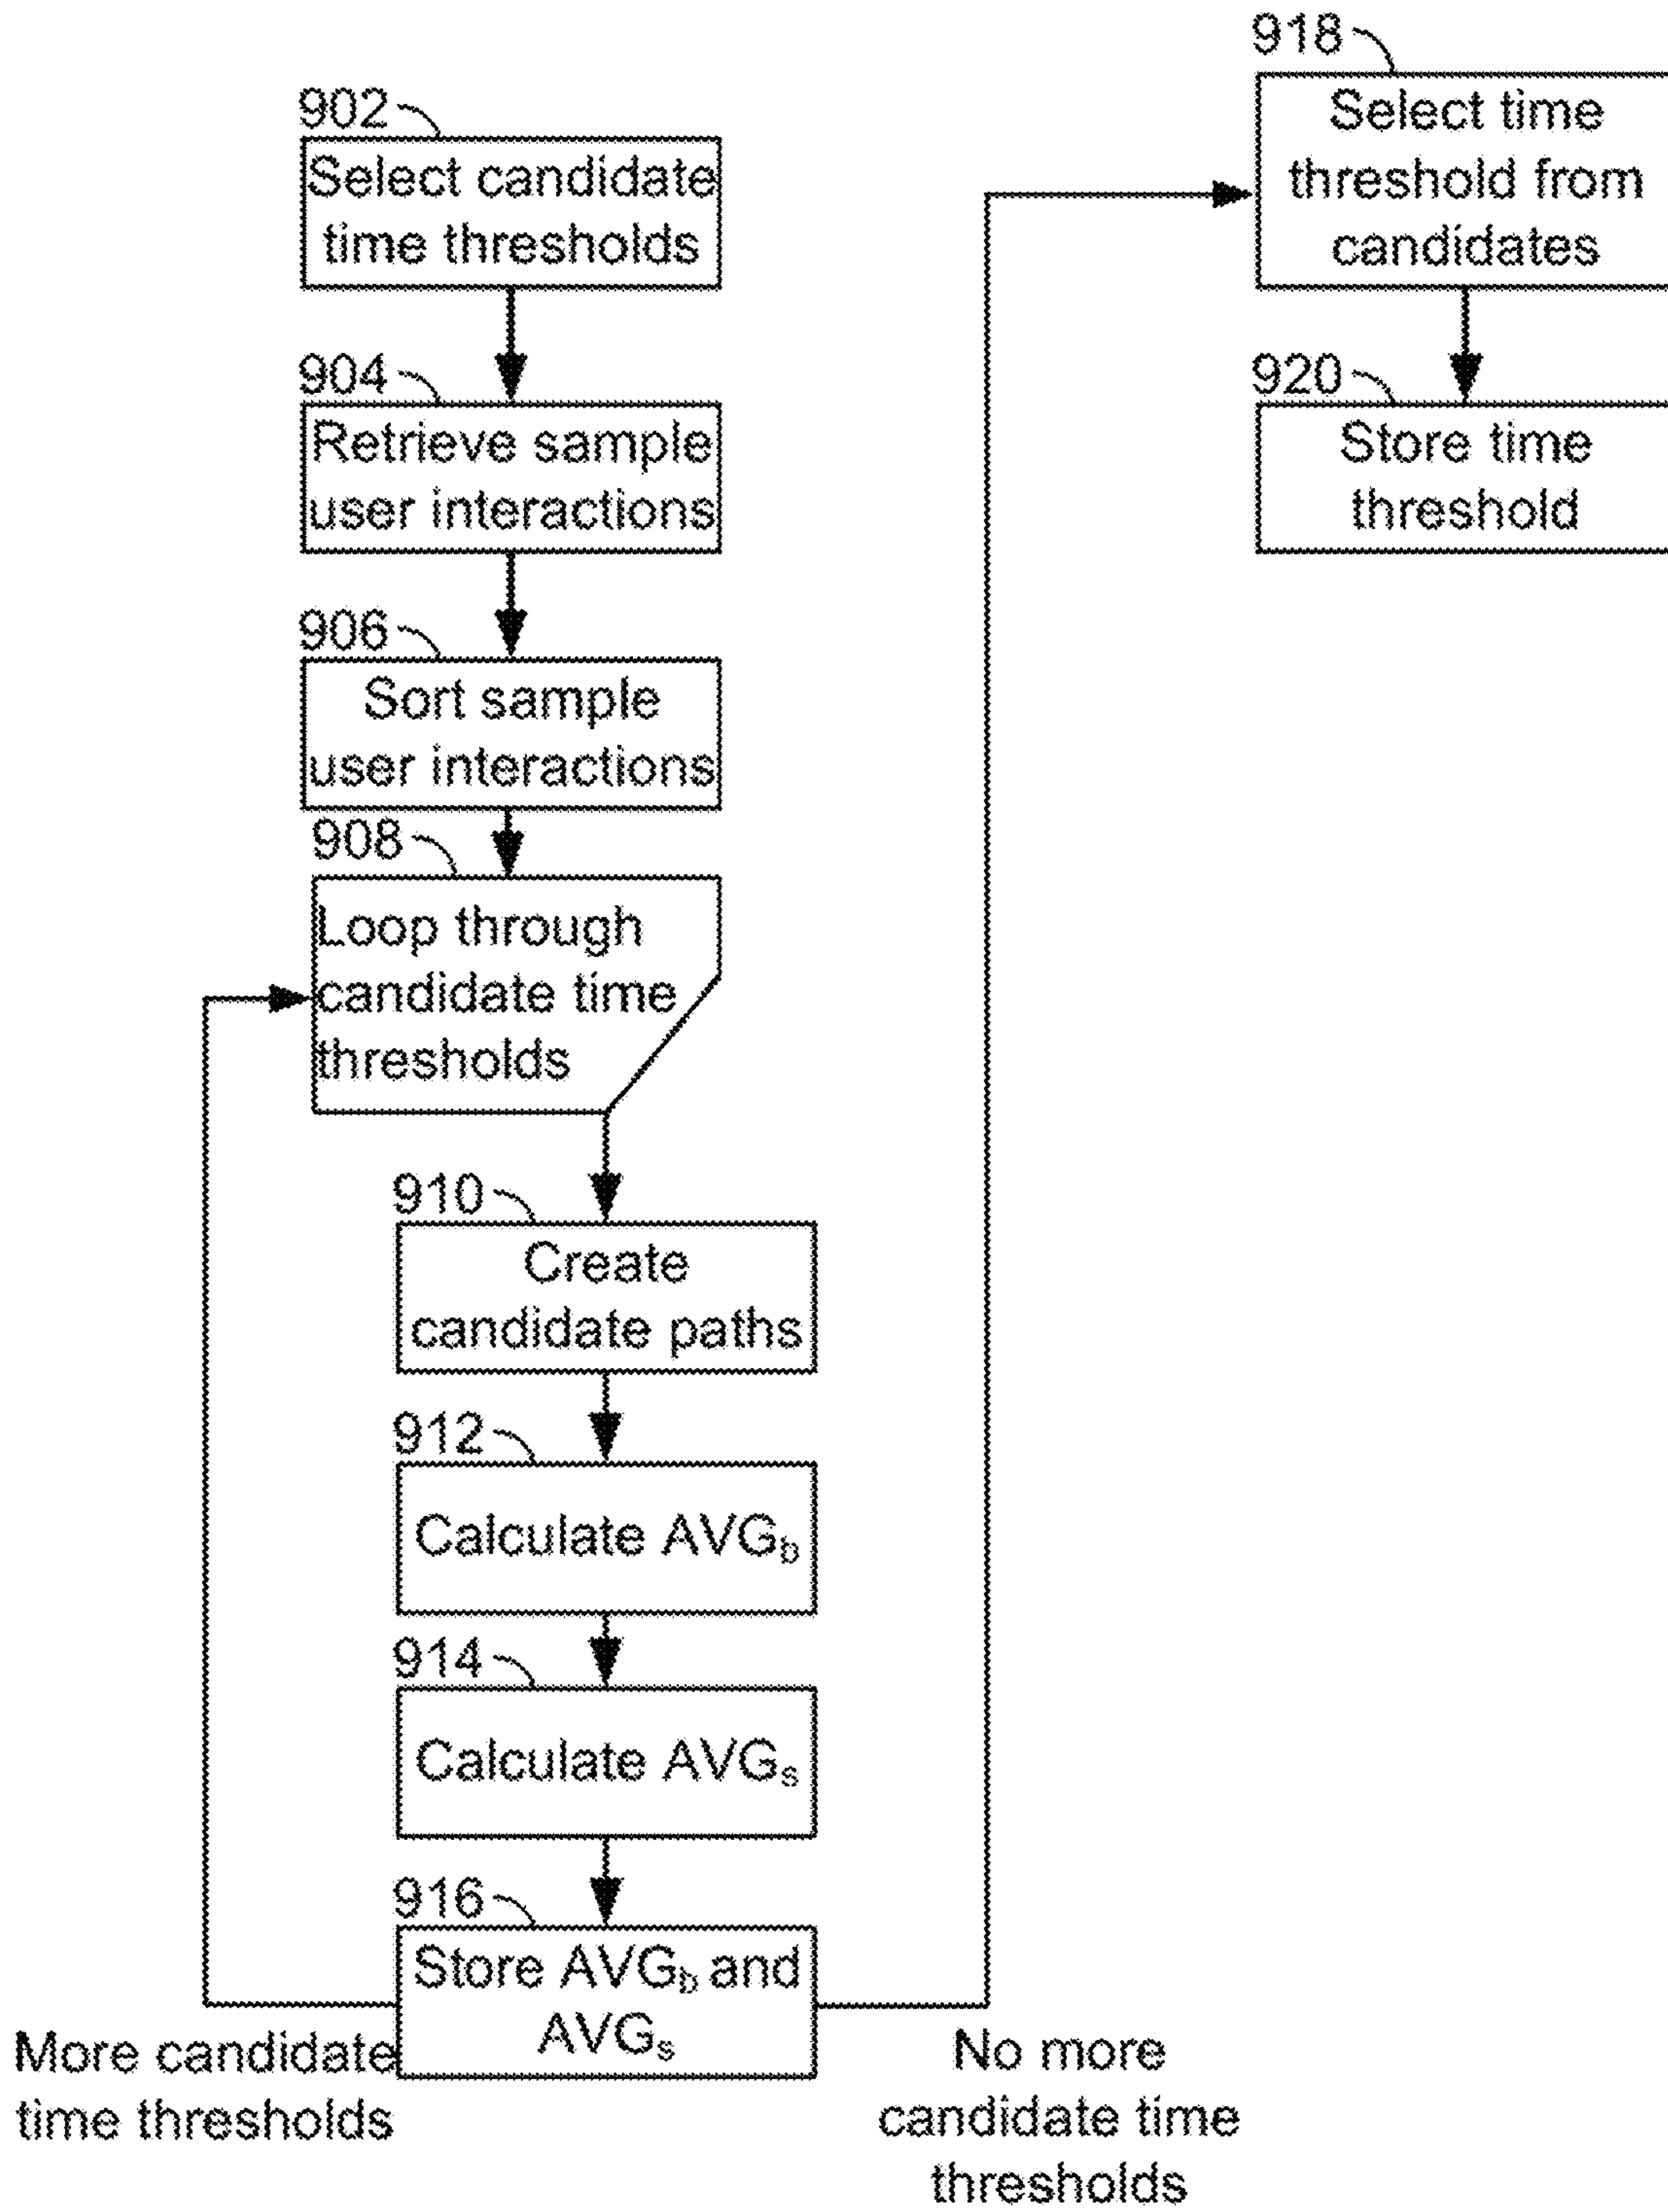 902
Select candidate
time thresholds
904
Retrieve sample
user interactions
906
Sort sample
user interactions
908
Loop through
candidate time
thresholds
910
Create
candidate paths
912
Calculate AVGb
914
Calculate AVGs
916
Store AVGb and
AVGs
More candidate
time thresholds
No more
candidate time
thresholds
918
Select time
threshold from
candidates
920
Store time
threshold